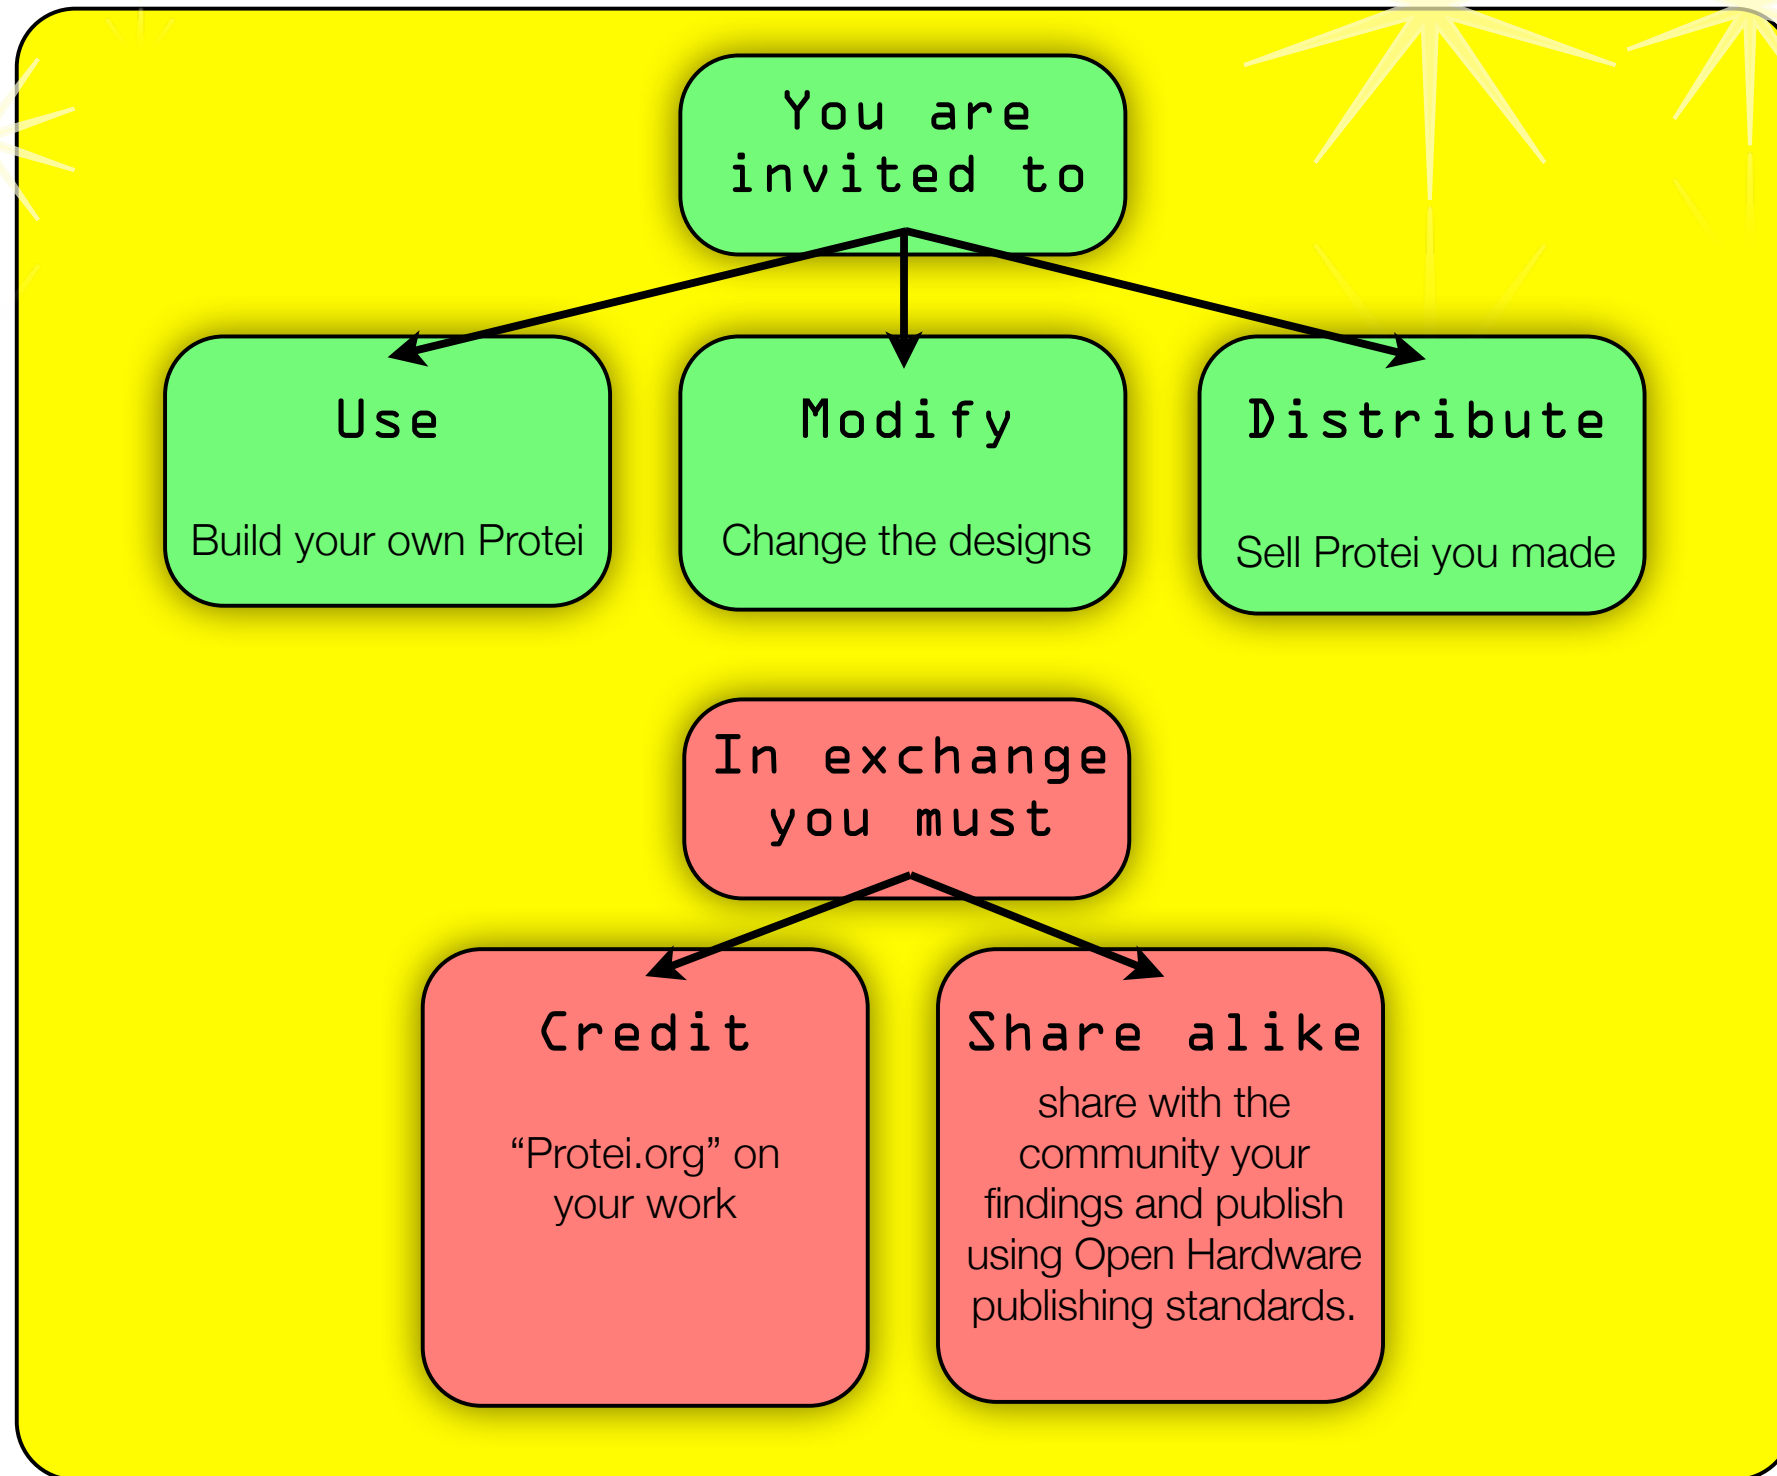 You are
invited to
Use
Build your own Protei
Modify
Change the designs
Distribute
Sell Protei you made
In exchange
you must
Credit
“Protei.org” on
your work
Share alike
share with the
community your
findings and publish
using Open Hardware
publishing standards.